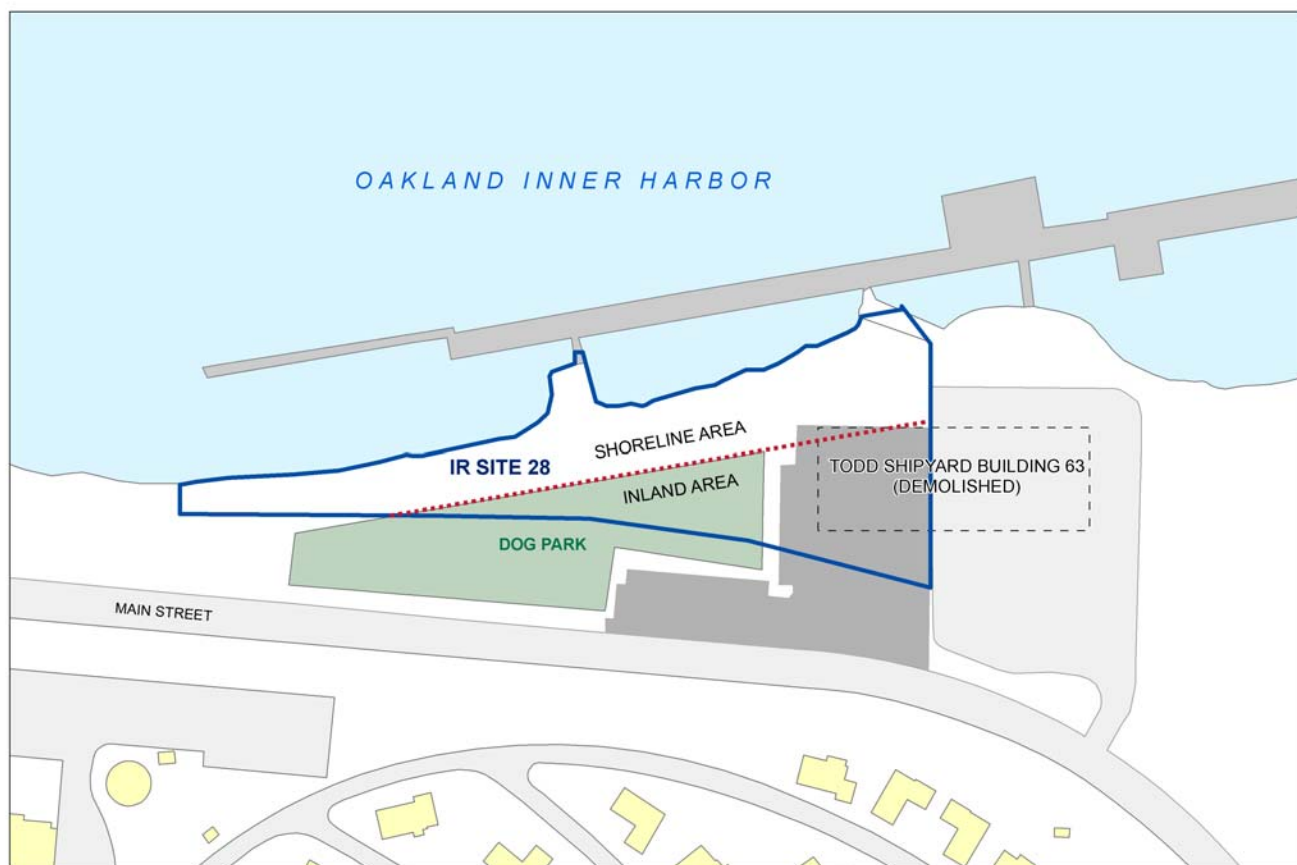 OAKLAND INNER HARBOR
SHORELINE AREA
IR SITE 28
TODD SHIPYARD BUILDING 63
(DEMOLISHED)
INLAND AREA
DOG PARK
MAIN STREET